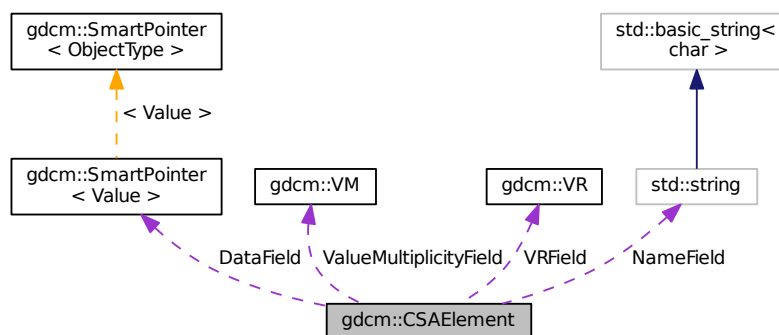 gdcm::SmartPointer
< ObjectType >
std::basic_string<
char >
< Value >
gdcm::SmartPointer
< Value >
gdcm::VM
gdcm::VR
std::string
DataField
ValueMultiplicityField
VRField
NameField
gdcm::CSAElement